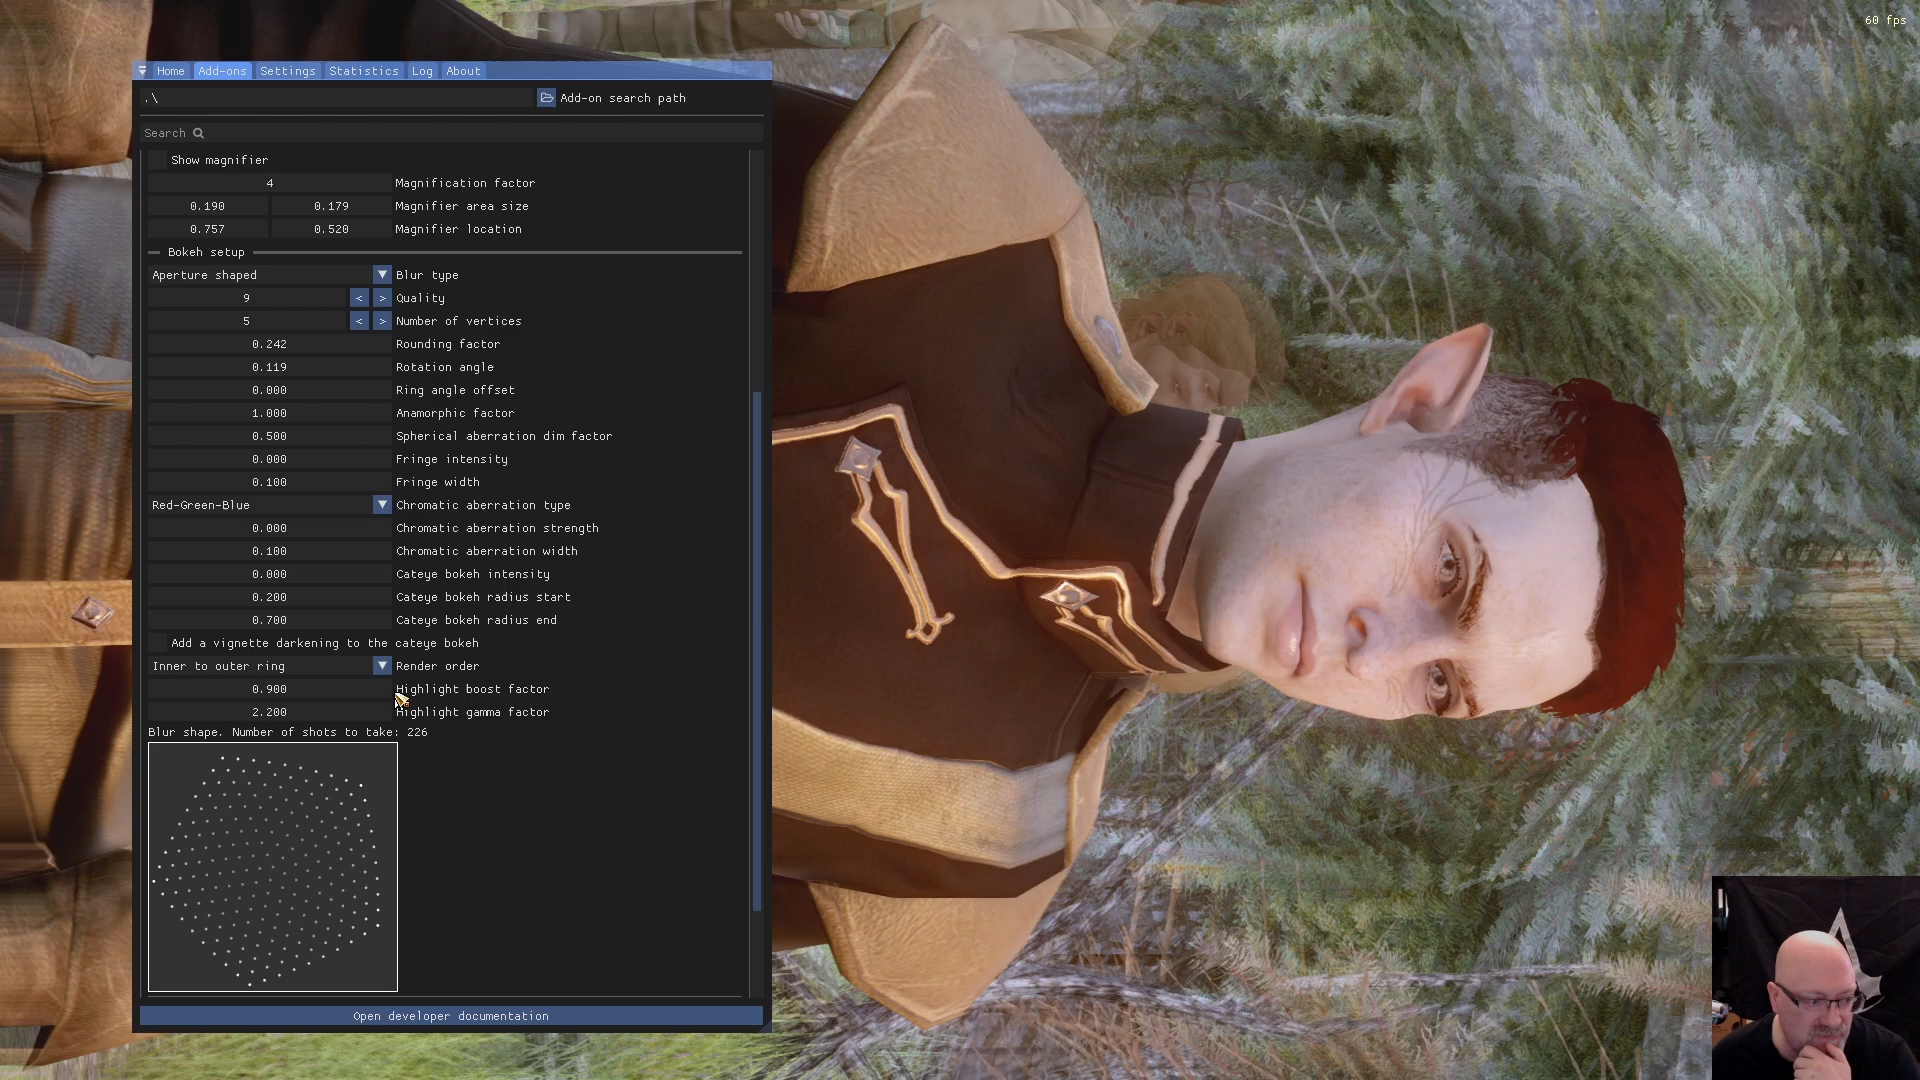 60 fps
Home Add-ons Settings Statistics Log About
.\ Add-on search path
Search
Show magnifier
4 Magnification factor
0.190 0.179 Magnifier area size
0.757 0.520 Magnifier location
Bokeh setup
Aperture shaped Blur type
9 < > Quality
5 < > Number of vertices
0.242 Rounding factor
0.119 Rotation angle
0.000 Ring angle offset
1.000 Anamorphic factor
0.500 Spherical aberration dim factor
0.000 Fringe intensity
0.100 Fringe width
Red-Green-Blue Chromatic aberration type
0.000 Chromatic aberration strength
0.100 Chromatic aberration width
0.000 Cateye bokeh intensity
0.200 Cateye bokeh radius start
0.700 Cateye bokeh radius end
Add a vignette darkening to the cateye bokeh
Inner to outer ring Render order
0.900 Highlight boost factor
2.200 Highlight gamma factor
Blur shape. Number of shots to take: 226
Open developer documentation